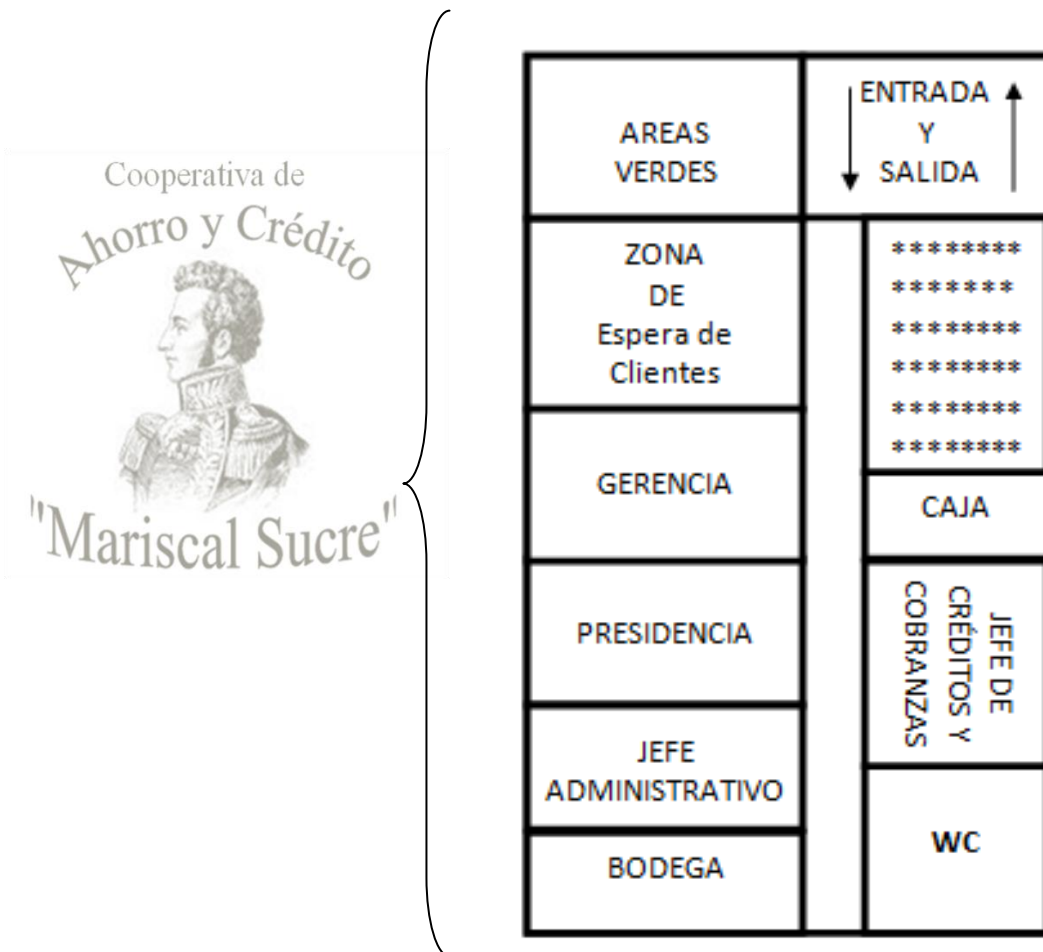 Cooperativa de
Ahorro y Crédito
"Mariscal Sucre"
AREAS
VERDES
ENTRADA
Y
SALIDA
ZONA
DE
Espera de
Clientes
********
*******
********
********
********
********
GERENCIA
CAJA
PRESIDENCIA
JEFE DE
CRÉDITOS Y
COBRANZAS
JEFE
ADMINISTRATIVO
WC
BODEGA